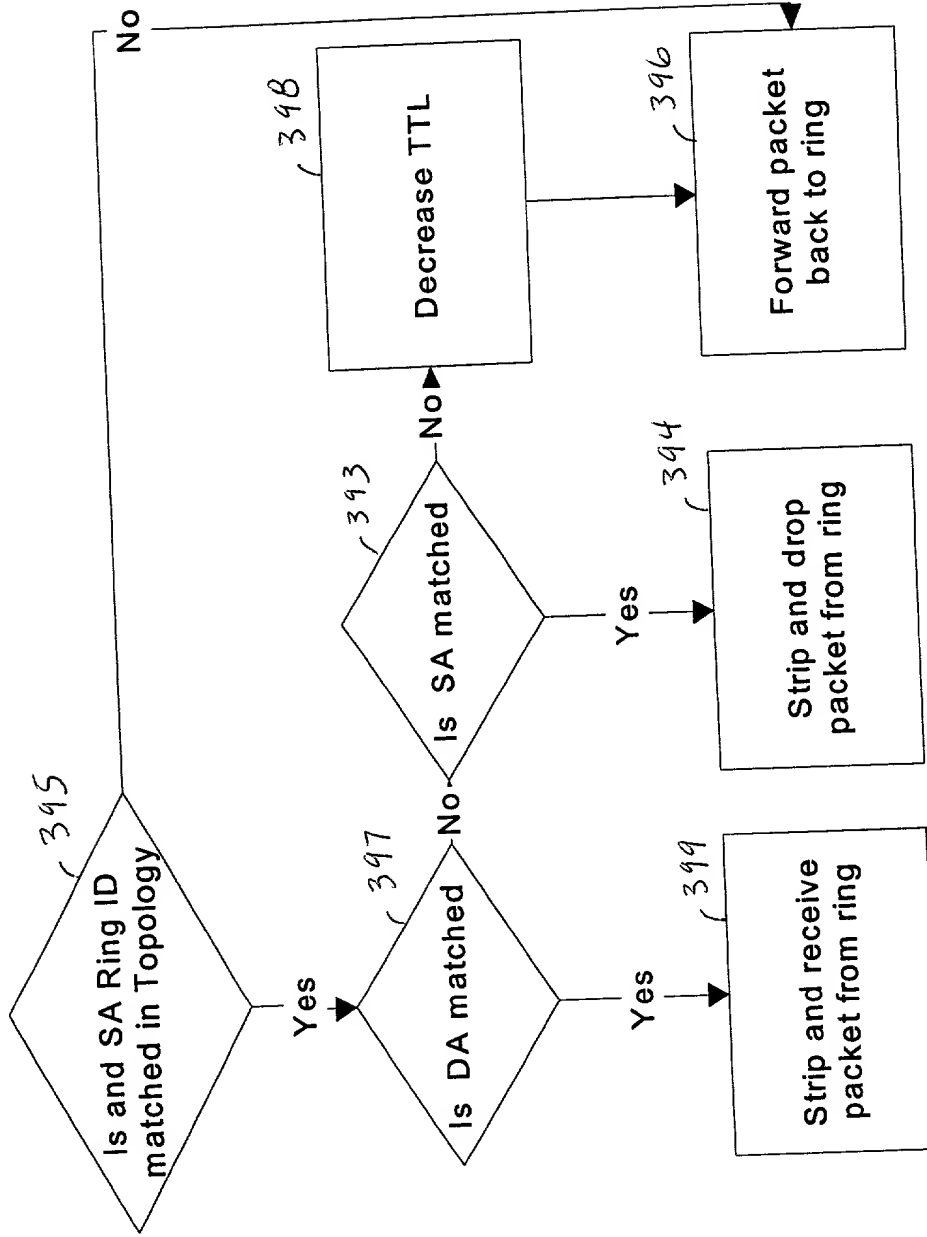 395
Is and SA Ring ID
matched in Topology
No
Yes
397
Is DA matched
No
393
Is SA matched
No
398
Decrease TTL
Yes
399
Strip and receive
packet from ring
Yes
394
Strip and drop
packet from ring
396
Forward packet
back to ring